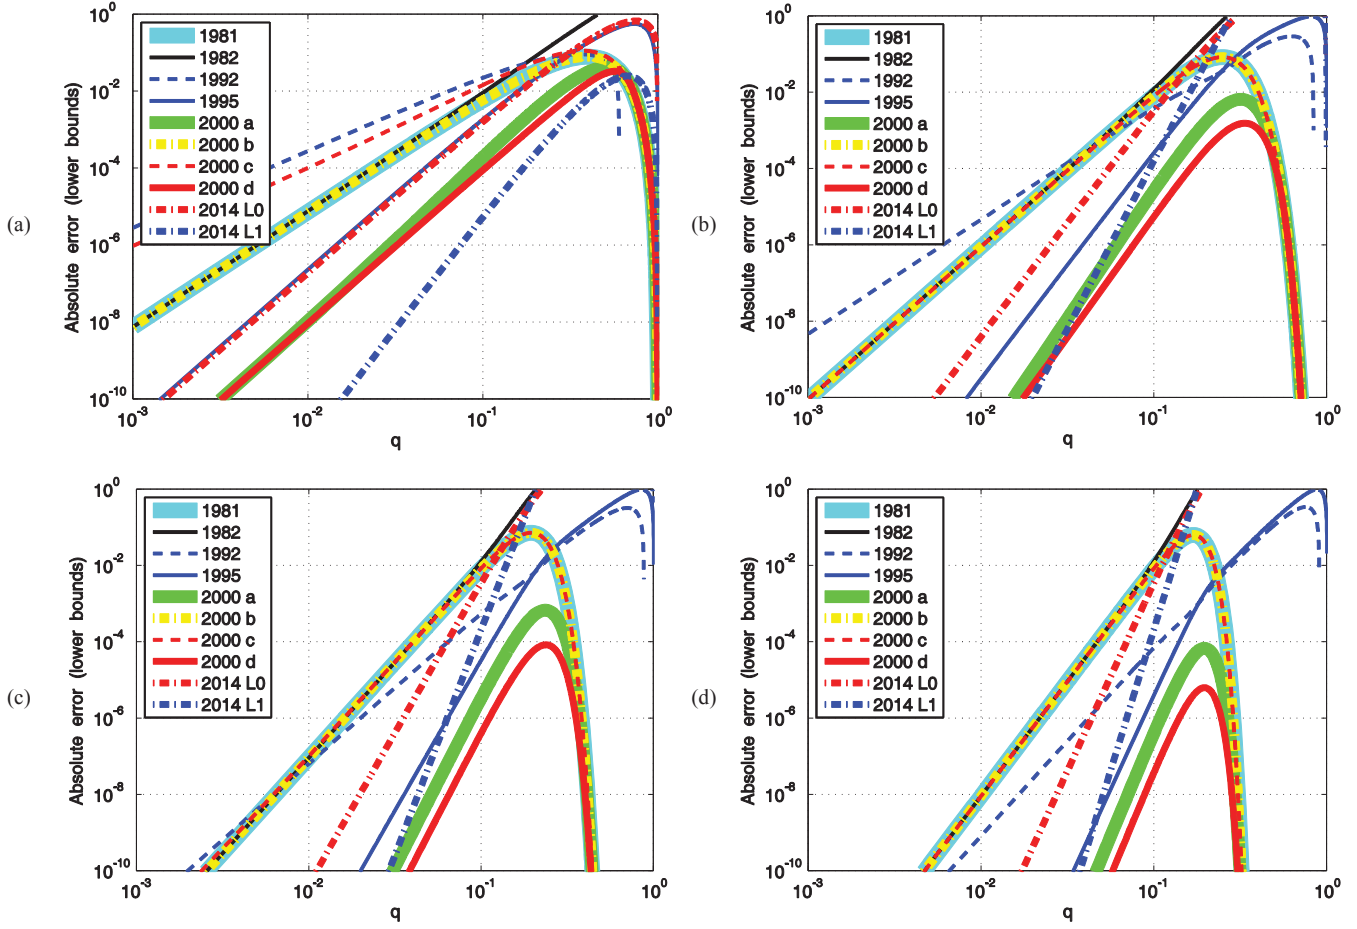 (a)
Absolute error (lower bounds)
10^0
10^-2
10^-4
10^-6
10^-8
10^-10
1981
1982
1992
1995
2000 a
2000 b
2000 c
2000 d
2014 L0
2014 L1
10^-3
10^-2
10^-1
10^0
q
(b)
Absolute error (lower bounds)
10^0
10^-2
10^-4
10^-6
10^-8
10^-10
1981
1982
1992
1995
2000 a
2000 b
2000 c
2000 d
2014 L0
2014 L1
10^-3
10^-2
10^-1
10^0
q
(c)
Absolute error (lower bounds)
10^0
10^-2
10^-4
10^-6
10^-8
10^-10
1981
1982
1992
1995
2000 a
2000 b
2000 c
2000 d
2014 L0
2014 L1
10^-3
10^-2
10^-1
10^0
q
(d)
Absolute error (lower bounds)
10^0
10^-2
10^-4
10^-6
10^-8
10^-10
1981
1982
1992
1995
2000 a
2000 b
2000 c
2000 d
2014 L0
2014 L1
10^-3
10^-2
10^-1
10^0
q